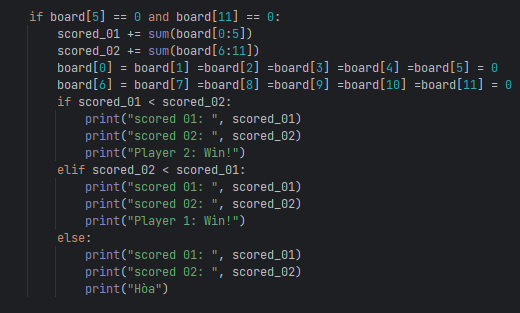 if board[5] == 0 and board[11] == 0:
scored_01 += sum(board[0:5])
scored_02 += sum(board[6:11])
board[0] = board[1] =board[2] =board[3] =board[4] =board[5] = 0
board[6] = board[7] =board[8] =board[9] =board[10] =board[11] = 0
if scored_01 < scored_02:
print("scored 01: ", scored_01)
print("scored 02: ", scored_02)
print("Player 2: Win!")
elif scored_02 < scored_01:
print("scored 01: ", scored_01)
print("scored 02: ", scored_02)
print("Player 1: Win!")
else:
print("scored 01: ", scored_01)
print("scored 02: ", scored_02)
print("Hòa")